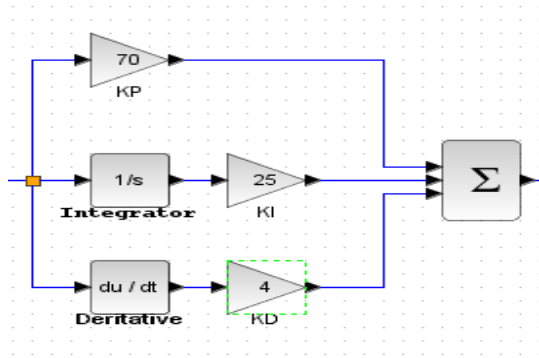 70
KP
1/s
25
Σ
Integrator
KI
du / dt
4
Deritative
KD